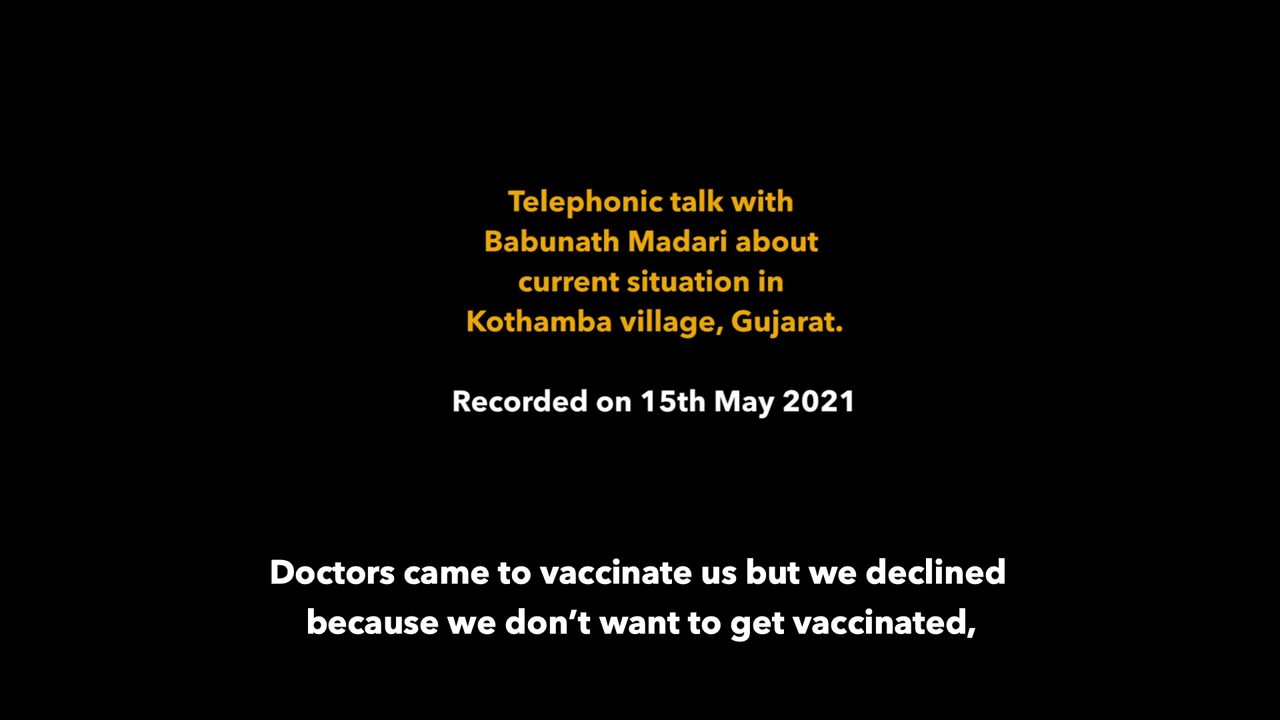 Telephonic talk with
Babunath Madari about
current situation in
Kothamba village, Gujarat.
Recorded on 15th May 2021
Doctors came to vaccinate us but we declined
because we don’t want to get vaccinated,